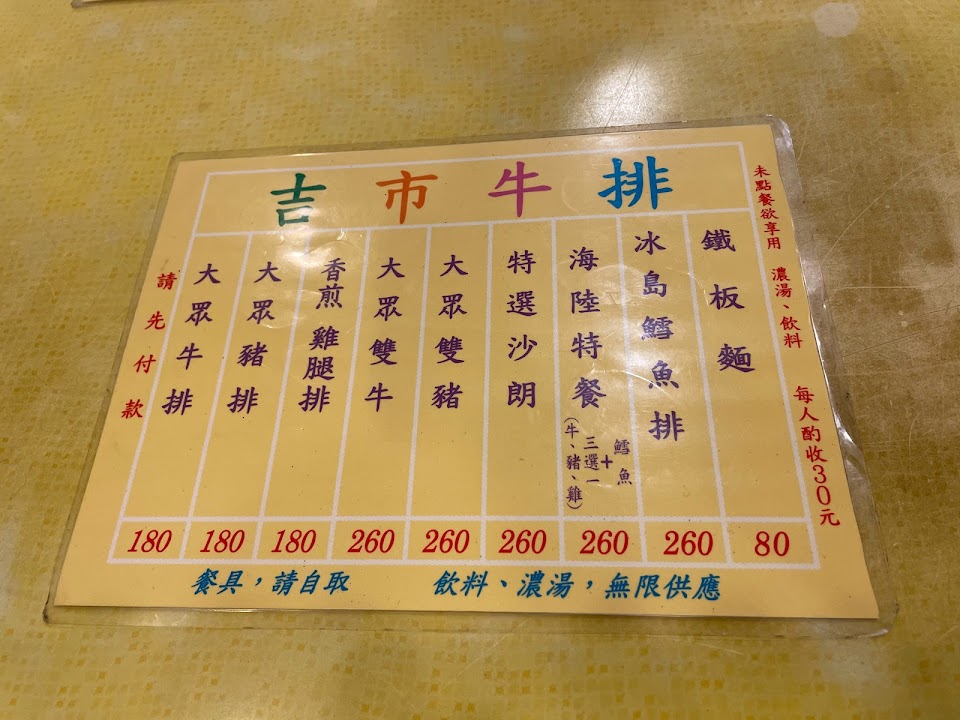 吉市牛排
未點餐欲享用 濃湯、飲料 每人酌收30元
鐵板麵
80
冰島鱈魚排
260
海陸特餐
鱈魚
+
三選一
(牛、豬、雞)
260
特選沙朗
260
大眾雙豬
260
大眾雙牛
260
香煎雞腿排
180
大眾豬排
180
大眾牛排
180
請先付款
餐具，請自取 飲料、濃湯，無限供應